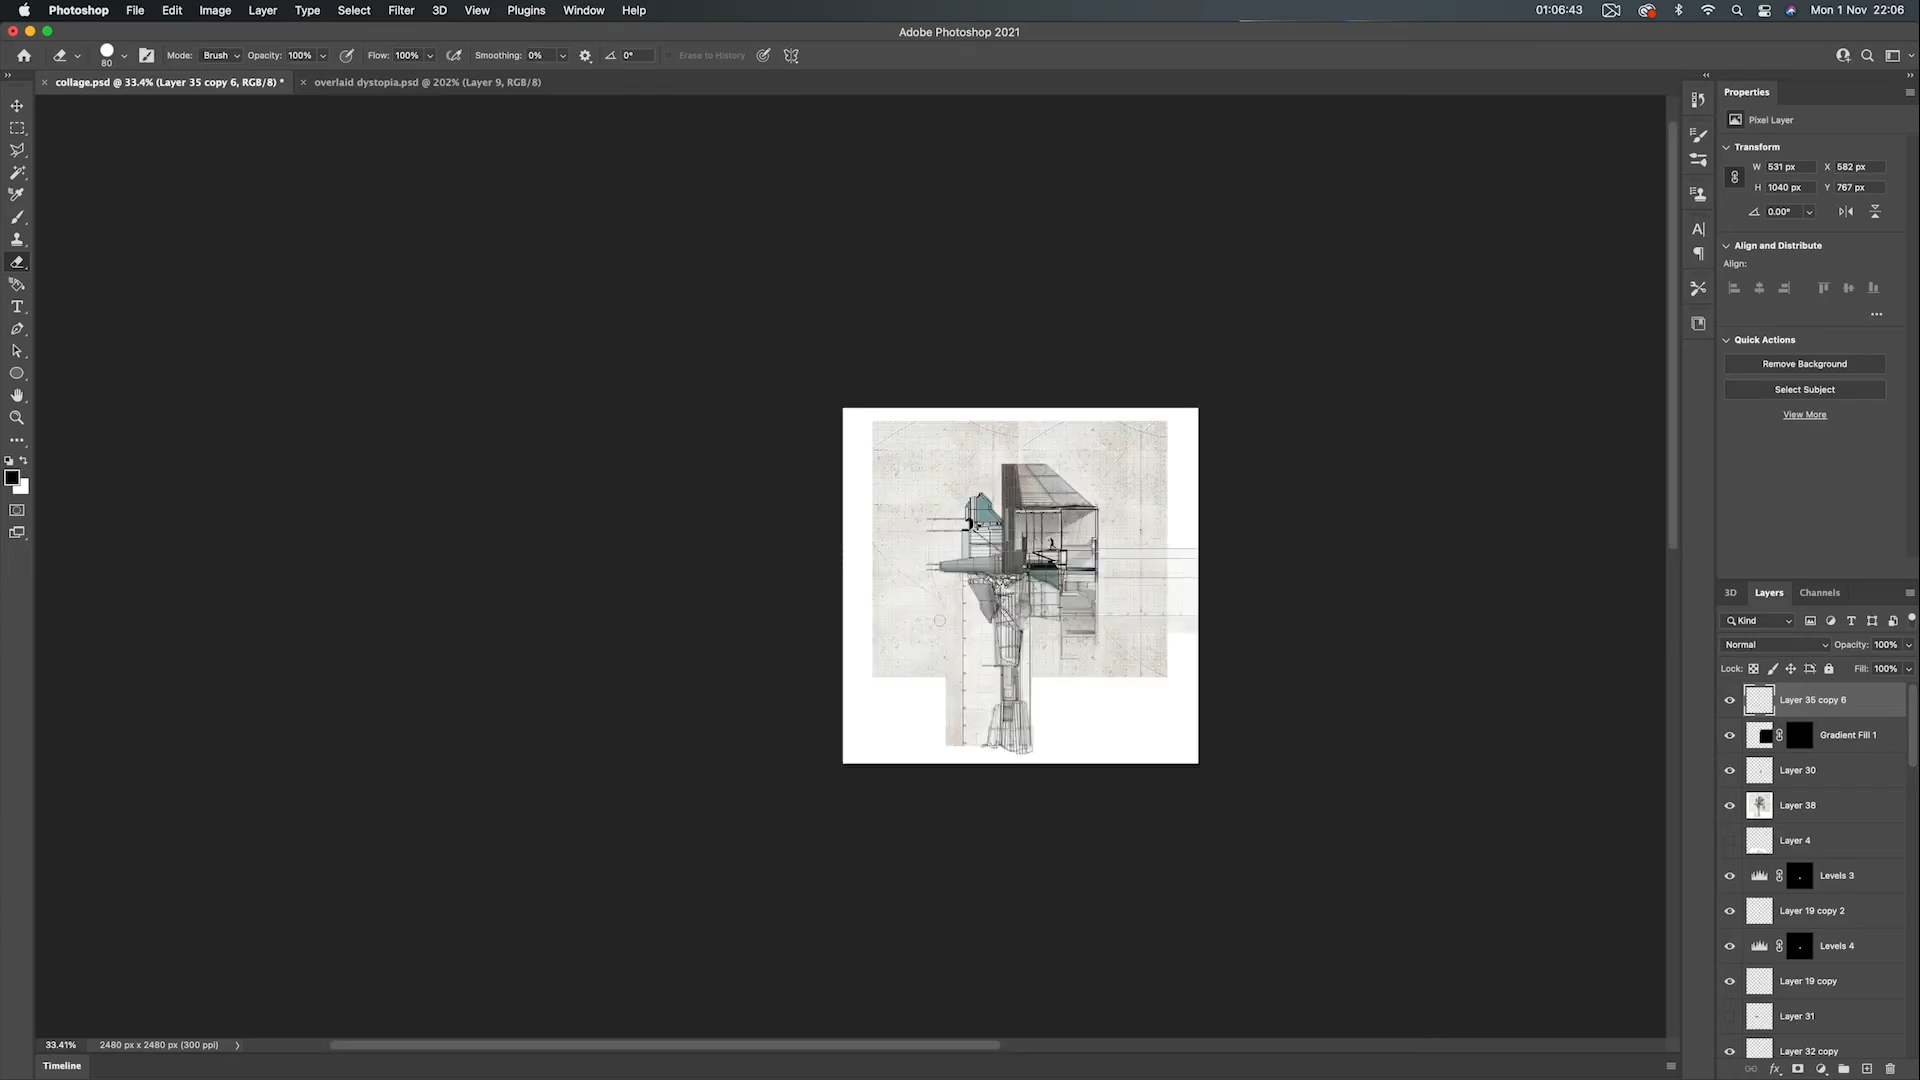 Photoshop File Edit Image Layer Type Select Filter 3D View Plugins Window Help 01:06:43 Mon 1 Nov 22:06
Adobe Photoshop 2021
80 Mode: Brush Opacity: 100% Flow: 100% Smoothing: 0% 0° Erase to History
collage.psd @ 33.4% (Layer 35 copy 6, RGB/8) *
overlaid dystopia.psd @ 202% (Layer 9, RGB/8)
Properties
Pixel Layer
Transform
W 531 px X 582 px
H 1040 px Y 767 px
0.00°
Align and Distribute
Align:
Quick Actions
Remove Background
Select Subject
View More
3D Layers Channels
Kind
Normal Opacity: 100%
Lock: Fill: 100%
Layer 35 copy 6
Gradient Fill 1
Layer 30
Layer 38
Layer 4
Levels 3
Layer 19 copy 2
Levels 4
Layer 19 copy
Layer 31
Layer 32 copy
33.41% 2480 px x 2480 px (300 ppi)
Timeline